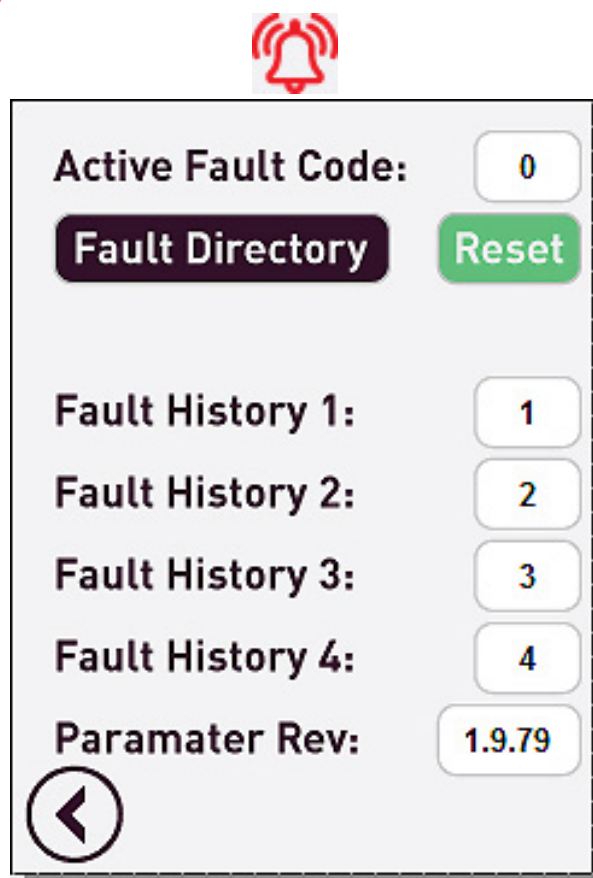 Active Fault Code: 0
Fault Directory Reset
Fault History 1: 1
Fault History 2: 2
Fault History 3: 3
Fault History 4: 4
Paramater Rev: 1.9.79